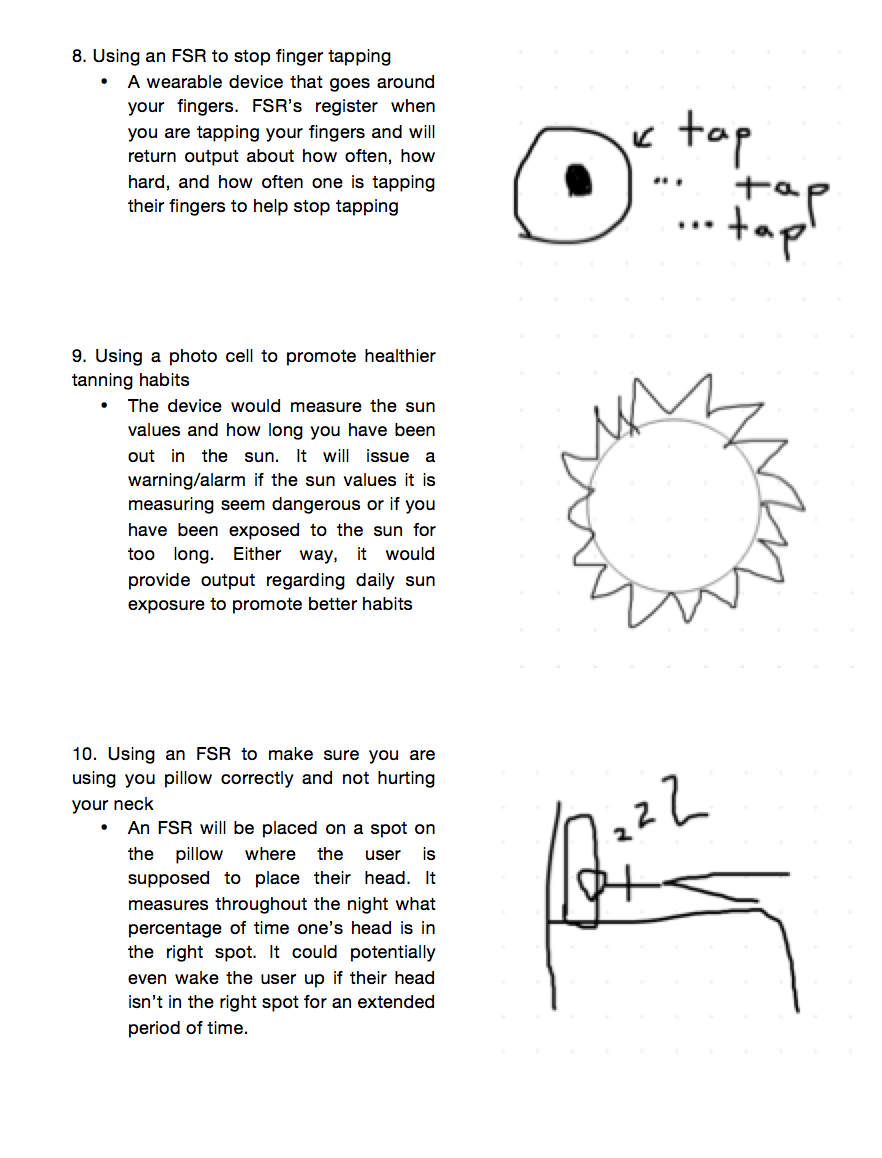 8. Using an FSR to stop finger tapping
• A wearable device that goes around
your fingers. FSR's register when
you are tapping your fingers and will
return output about how often, how
hard, and how often one is tapping
their fingers to help stop tapping
tap
... tap
... tap
9. Using a photo cell to promote healthier
tanning habits
• The device would measure the sun
values and how long you have been
out in the sun. It will issue a
warning/alarm if the sun values it is
measuring seem dangerous or if you
have been exposed to the sun for
too long. Either way, it would
provide output regarding daily sun
exposure to promote better habits
10. Using an FSR to make sure you are
using you pillow correctly and not hurting
your neck
• An FSR will be placed on a spot on
the pillow where the user is
supposed to place their head. It
measures throughout the night what
percentage of time one's head is in
the right spot. It could potentially
even wake the user up if their head
isn't in the right spot for an extended
period of time.
zzz